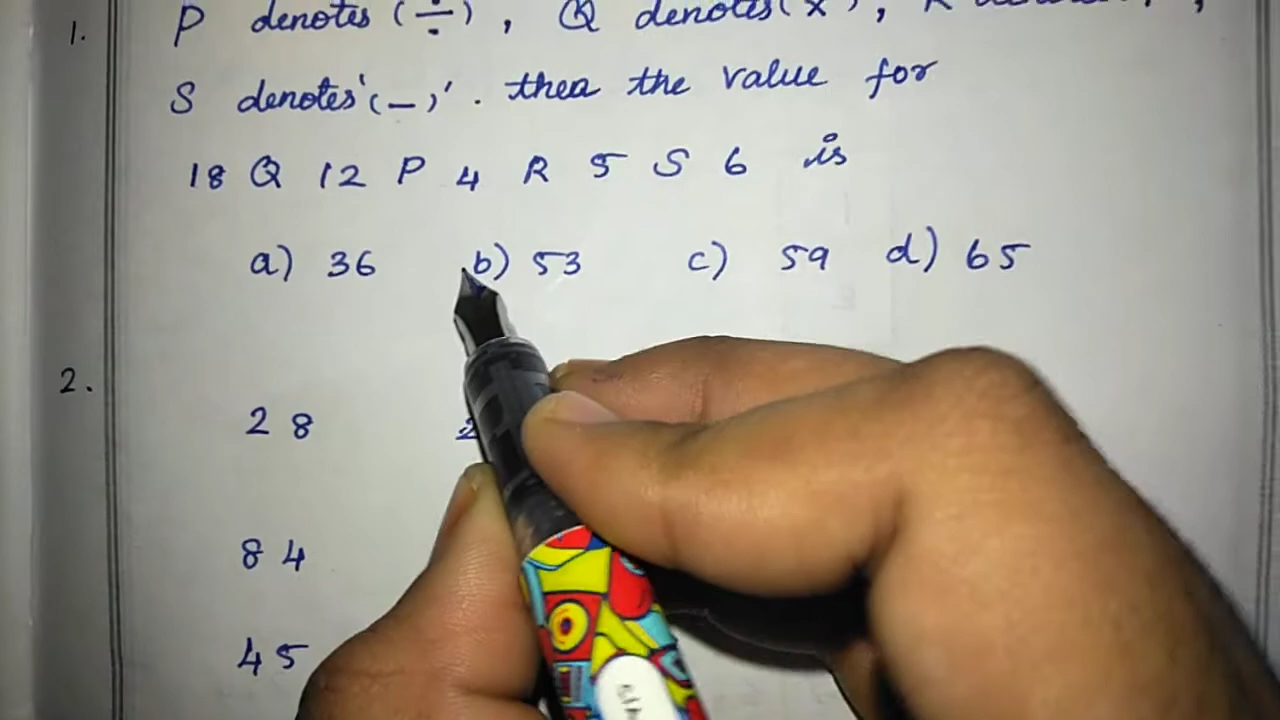 1. P denotes (÷), Q denotes (×), R
S denotes '(−)'. then the value for
18 Q 12 P 4 R 5 S 6 is
a) 36 b) 53 c) 59 d) 65
2.
28
84
45